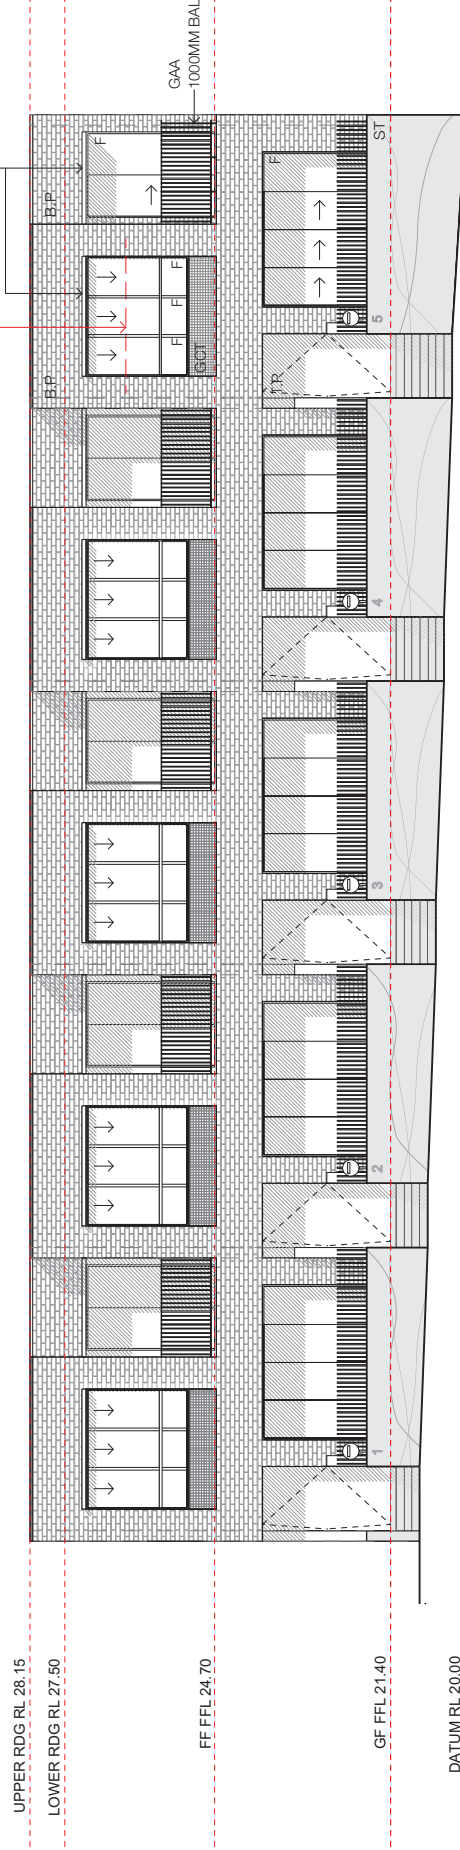 UPPER RDG RL 28.15
LOWER RDG RL 27.50
FF FFL 24.70
GF FFL 21.40
DATUM RL 20.00
GAA
1000MM BAL
B.P
B.P
F
F
F
F
GCT
F
T.R
ST
1
2
3
4
5